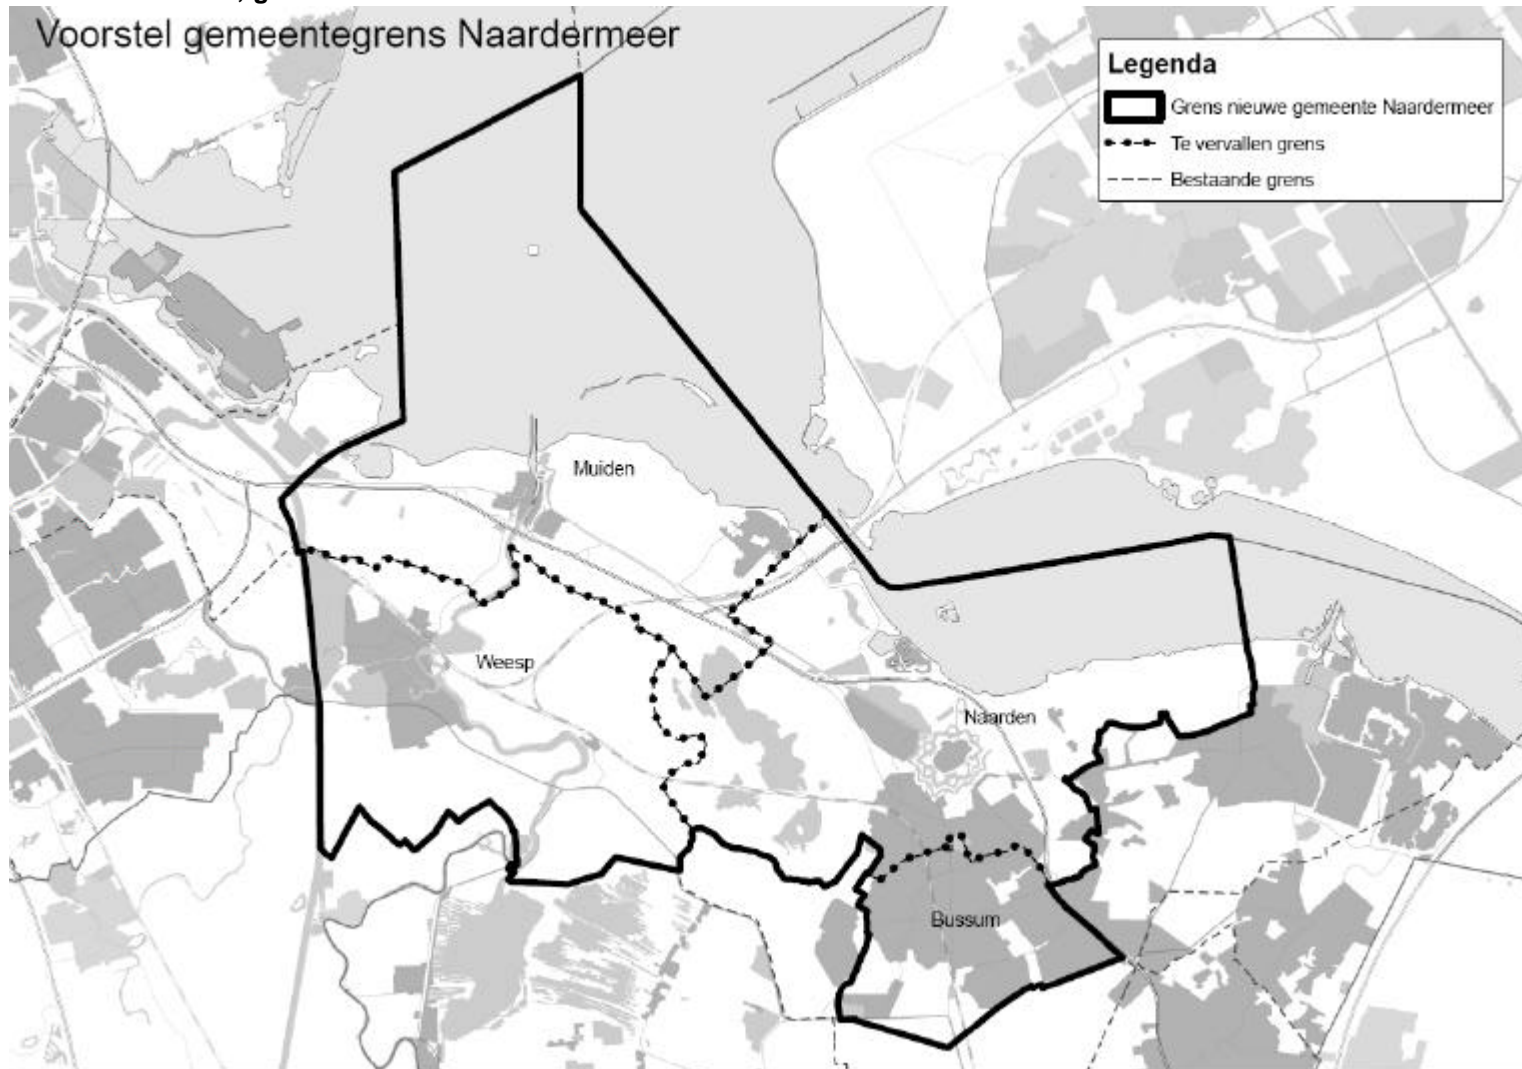 Voorstel gemeentegrens Naardermeer
Legenda
Grens nieuwe gemeente Naardermeer
Te vervallen grens
Bestaande grens
Muiden
Weesp
Naarden
Bussum